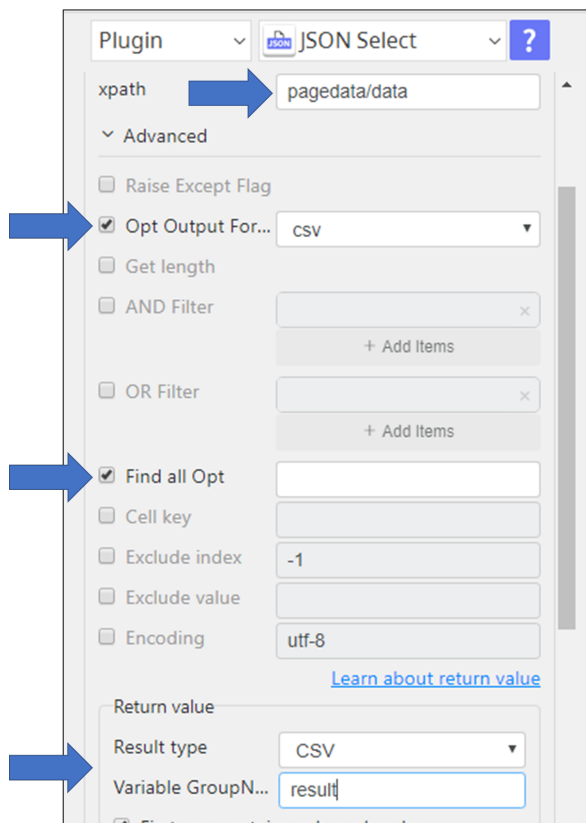 Plugin JSON JSON Select ?
xpath pagedata/data
Advanced
Raise Except Flag
Opt Output For... csv
Get length
AND Filter ×
+ Add Items
OR Filter ×
+ Add Items
Find all Opt
Cell key
Exclude index -1
Exclude value
Encoding utf-8
Learn about return value
Return value
Result type CSV
Variable GroupN... result